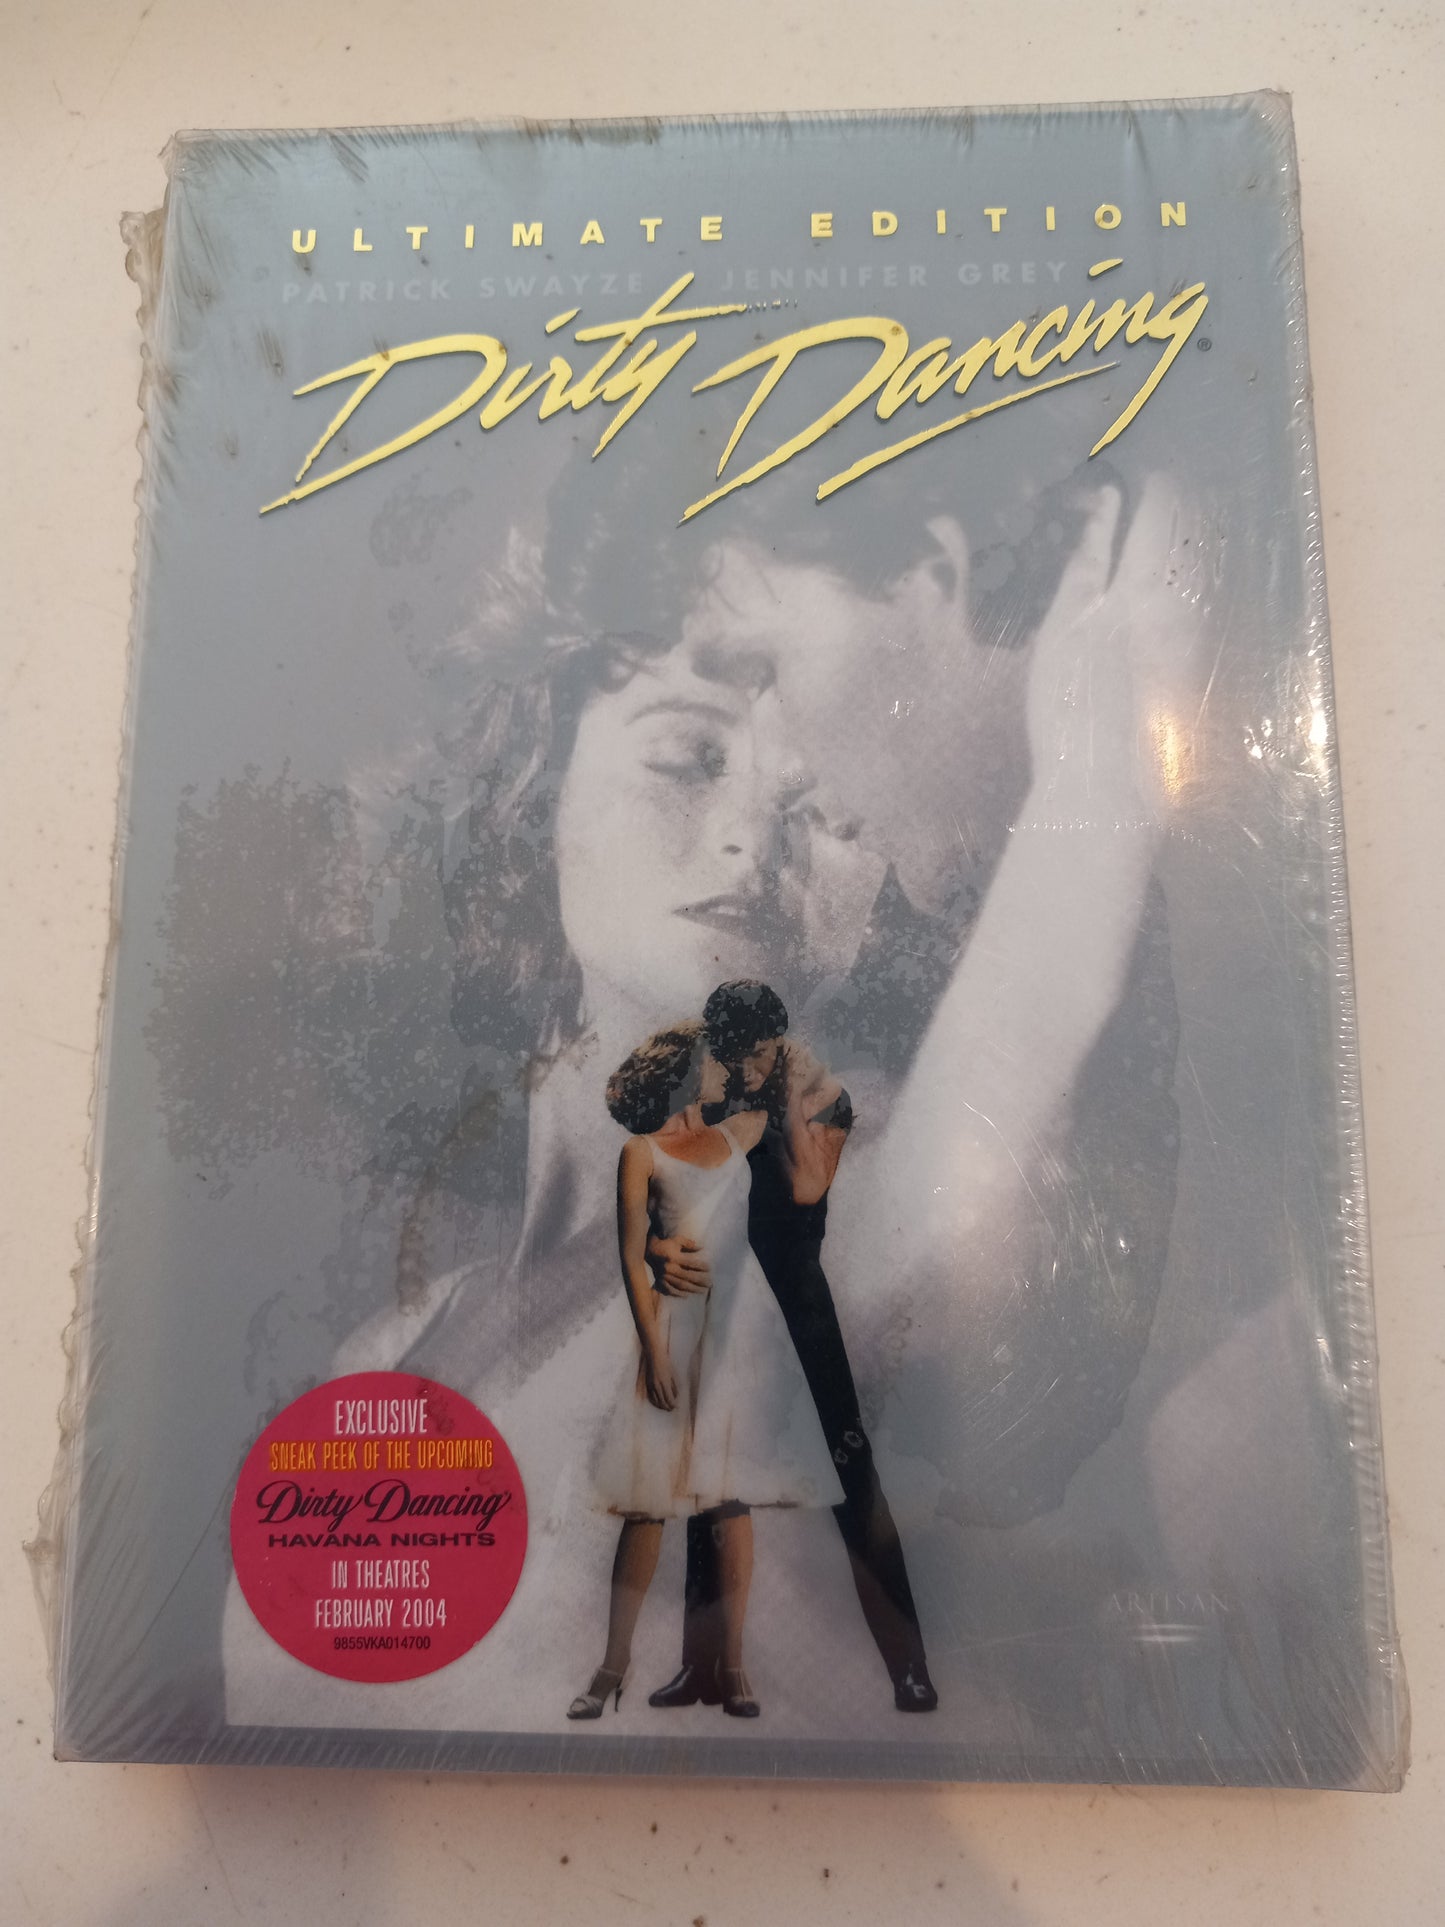 ULTIMATE EDITION
PATRICK SWAYZE JENNIFER GREY
Dirty Dancing®
EXCLUSIVE
SNEAK PEEK OF THE UPCOMING
Dirty Dancing
HAVANA NIGHTS
IN THEATRES
FEBRUARY 2004
9855VKA014700
ARTISAN